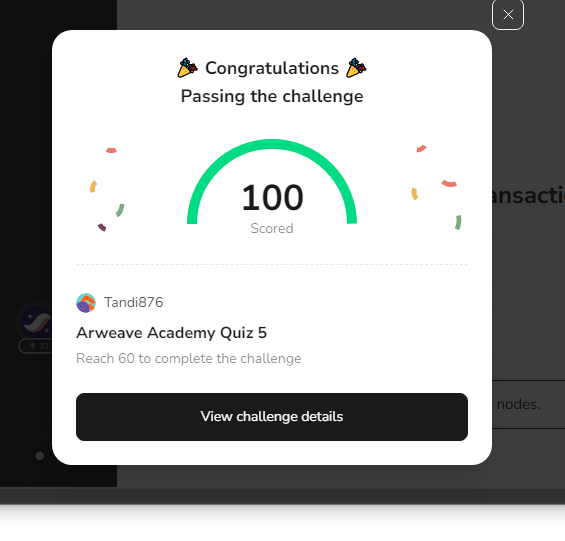 Congratulations
Passing the challenge
ansacti
100
Scored
Tandi876
Arweave Academy Quiz 5
Reach 60 to complete the challenge
nodes.
View challenge details